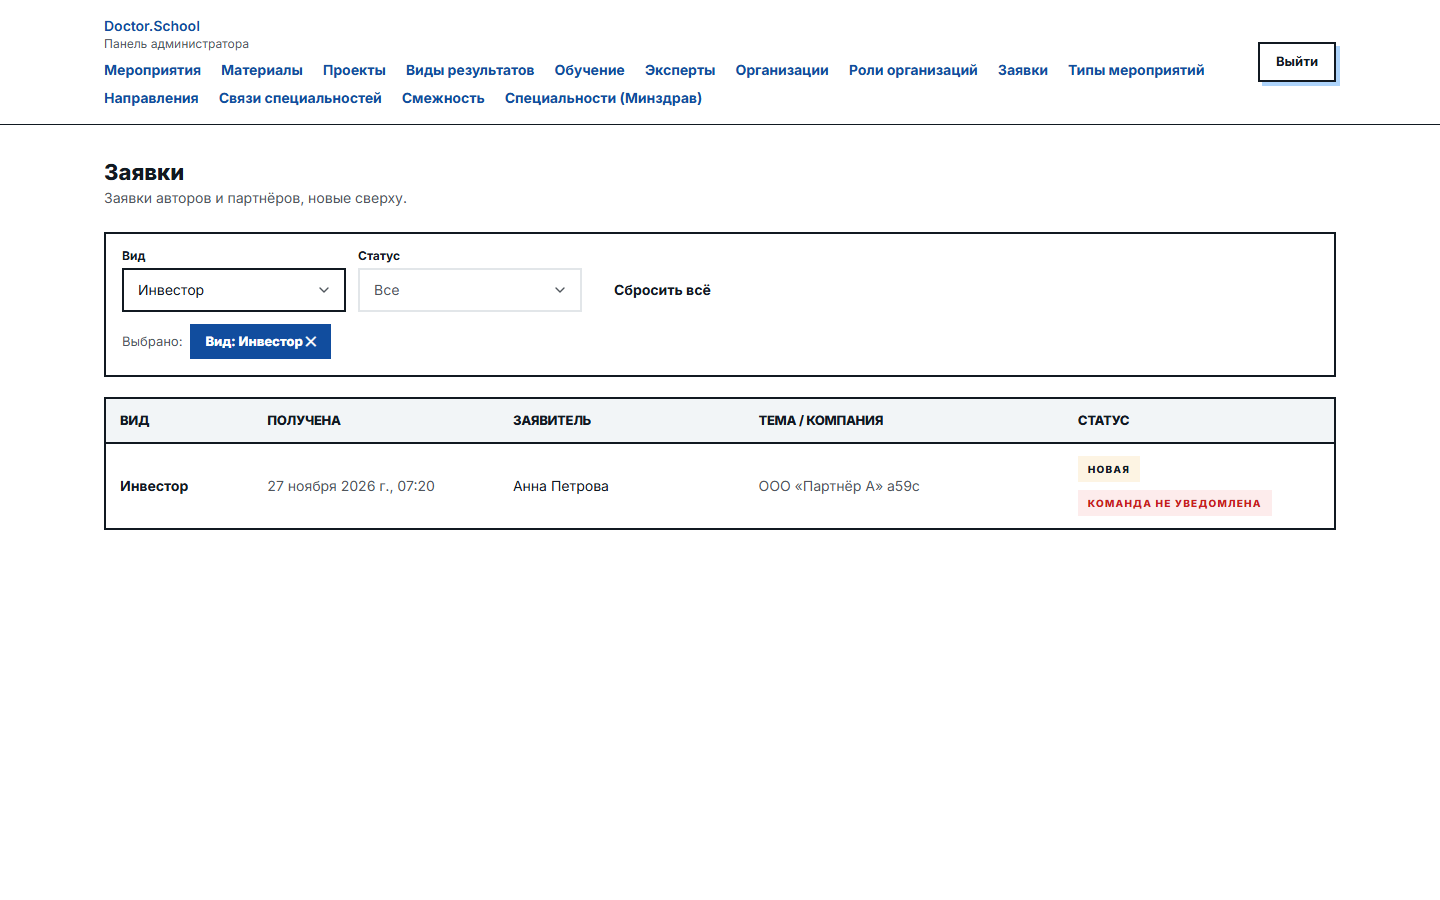 Doctor.School
Панель администратора
Мероприятия Материалы Проекты Виды результатов Обучение Эксперты Организации Роли организаций Заявки Типы мероприятий
Направления Связи специальностей Смежность Специальности (Минздрав)
Выйти
Заявки
Заявки авторов и партнёров, новые сверху.
Вид Статус
Инвестор Все Сбросить всё
Выбрано: Вид: Инвестор
ВИД ПОЛУЧЕНА ЗАЯВИТЕЛЬ ТЕМА / КОМПАНИЯ СТАТУС
Инвестор 27 ноября 2026 г., 07:20 Анна Петрова ООО «Партнёр А» a59c НОВАЯ
КОМАНДА НЕ УВЕДОМЛЕНА